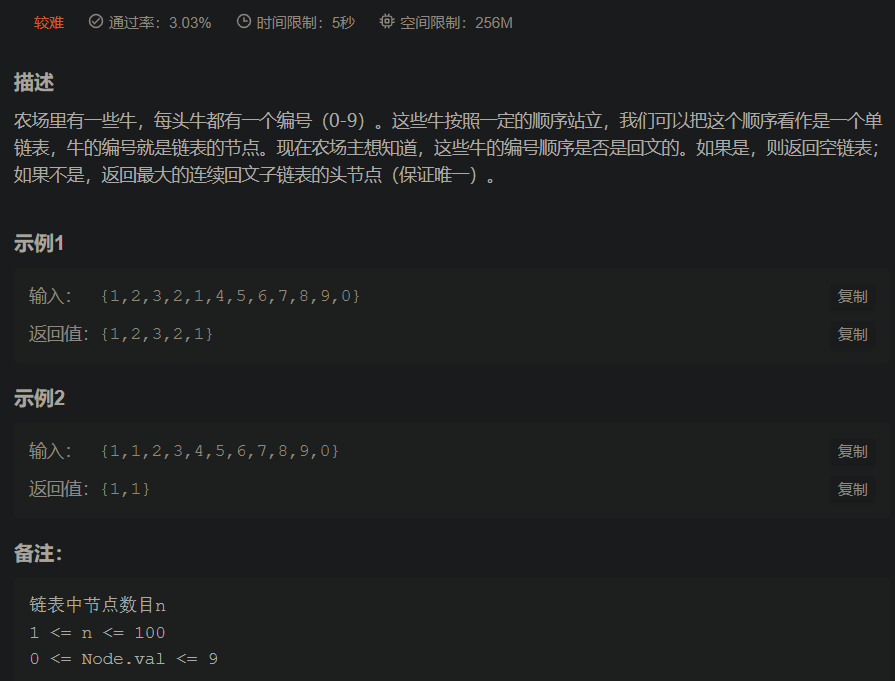 较难 通过率：3.03% 时间限制：5秒 空间限制：256M
描述
农场里有一些牛，每头牛都有一个编号（0-9）。这些牛按照一定的顺序站立，我们可以把这个顺序看作是一个单
链表，牛的编号就是链表的节点。现在农场主想知道，这些牛的编号顺序是否是回文的。如果是，则返回空链表；
如果不是，返回最大的连续回文子链表的头节点（保证唯一）。
示例1
输入： {1,2,3,2,1,4,5,6,7,8,9,0} 复制
返回值：{1,2,3,2,1} 复制
示例2
输入： {1,1,2,3,4,5,6,7,8,9,0} 复制
返回值：{1,1} 复制
备注：
链表中节点数目n
1 <= n <= 100
0 <= Node.val <= 9